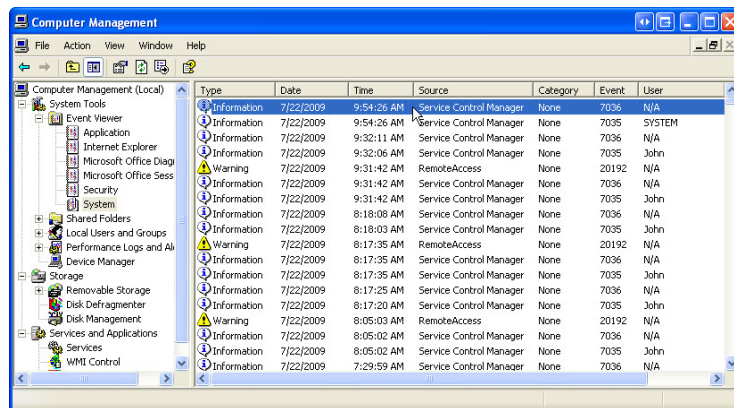 Computer Management
File Action View Window Help
Computer Management (Local)
System Tools
Event Viewer
Application
Internet Explorer
Microsoft Office Diagr
Microsoft Office Sess
Security
System
Shared Folders
Local Users and Groups
Performance Logs and Al
Device Manager
Storage
Removable Storage
Disk Defragmenter
Disk Management
Services and Applications
Services
WMI Control
Type Date Time Source Category Event User
Information 7/22/2009 9:54:26 AM Service Control Manager None 7036 N/A
Information 7/22/2009 9:54:26 AM Service Control Manager None 7035 SYSTEM
Information 7/22/2009 9:32:11 AM Service Control Manager None 7036 N/A
Information 7/22/2009 9:32:06 AM Service Control Manager None 7035 John
Warning 7/22/2009 9:31:42 AM RemoteAccess None 20192 N/A
Information 7/22/2009 9:31:42 AM Service Control Manager None 7036 N/A
Information 7/22/2009 9:31:42 AM Service Control Manager None 7035 John
Information 7/22/2009 8:18:08 AM Service Control Manager None 7036 N/A
Information 7/22/2009 8:18:03 AM Service Control Manager None 7035 John
Warning 7/22/2009 8:17:35 AM RemoteAccess None 20192 N/A
Information 7/22/2009 8:17:35 AM Service Control Manager None 7036 N/A
Information 7/22/2009 8:17:35 AM Service Control Manager None 7035 John
Information 7/22/2009 8:17:25 AM Service Control Manager None 7036 N/A
Information 7/22/2009 8:17:20 AM Service Control Manager None 7035 John
Warning 7/22/2009 8:05:03 AM RemoteAccess None 20192 N/A
Information 7/22/2009 8:05:02 AM Service Control Manager None 7036 N/A
Information 7/22/2009 8:05:02 AM Service Control Manager None 7035 John
Information 7/22/2009 7:29:59 AM Service Control Manager None 7036 N/A